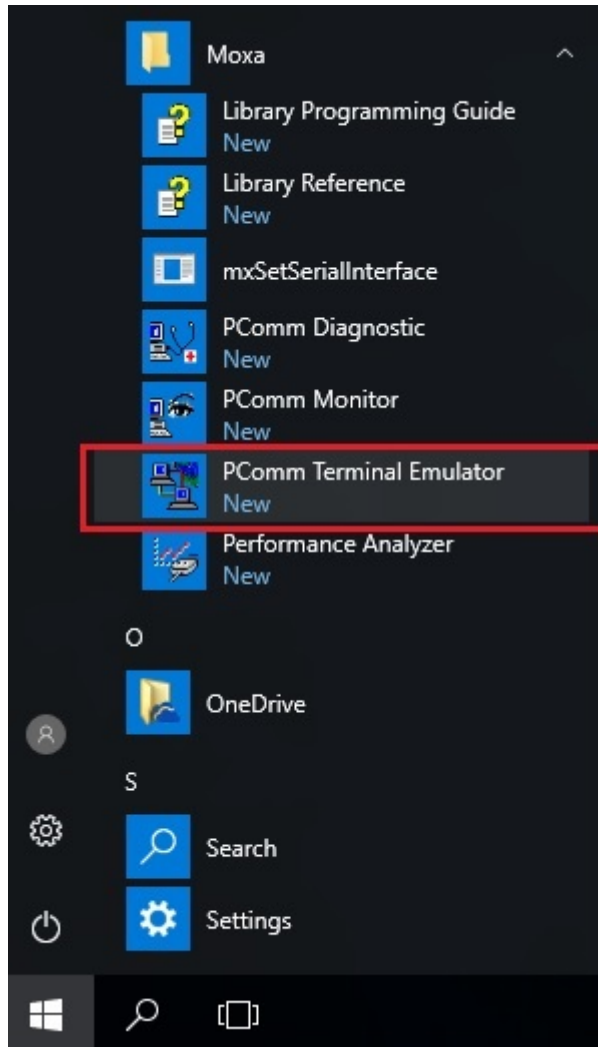 Moxa
Library Programming Guide
New
Library Reference
New
mxSetSerialInterface
PComm Diagnostic
New
PComm Monitor
New
PComm Terminal Emulator
New
Performance Analyzer
New
O
OneDrive
S
Search
Settings